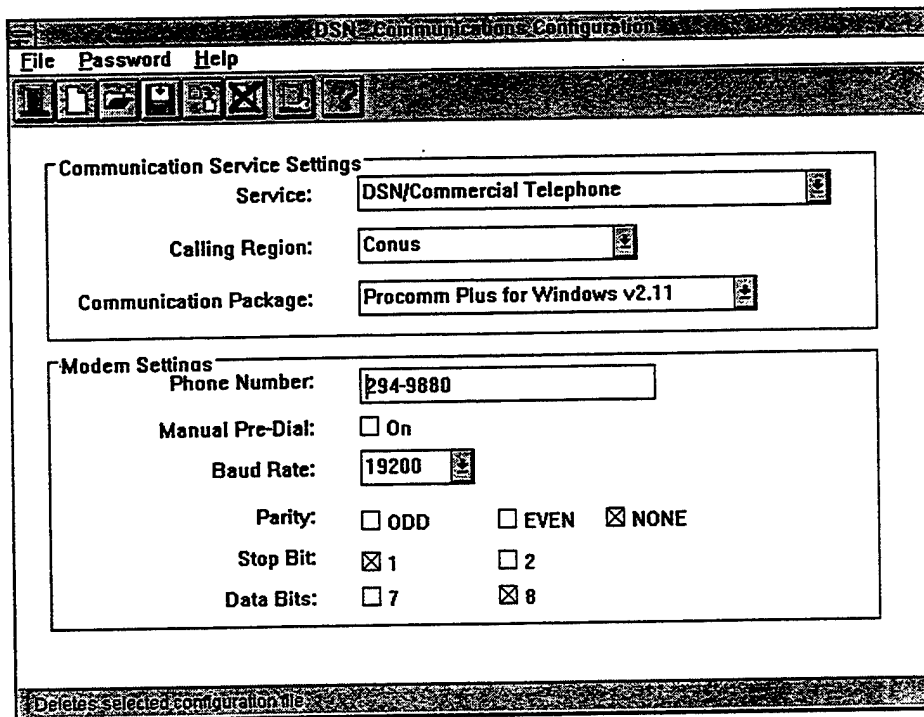 DSN - Communications Configuration
File Password Help
Communication Service Settings
Service: DSN/Commercial Telephone
Calling Region: Conus
Communication Package: Procomm Plus for Windows v2.11
Modem Settings
Phone Number: 294-9880
Manual Pre-Dial: On
Baud Rate: 19200
Parity: ODD EVEN NONE
Stop Bit: 1 2
Data Bits: 7 8
Deletes selected configuration file